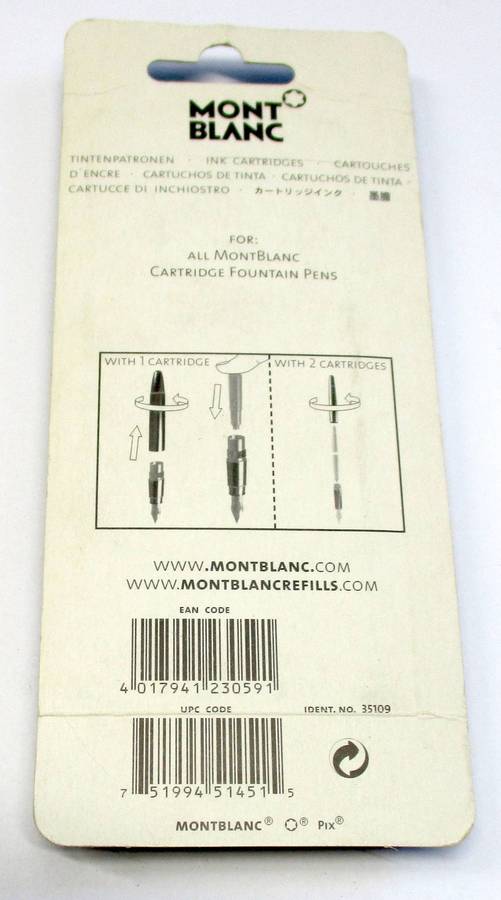 MONT
BLANC
TINTENPATRONEN · INK CARTRIDGES · CARTOUCHES
D'ENCRE · CARTUCHOS DE TINTA · CARTUCHOS DE TINTA ·
CARTUCCE DI INCHIOSTRO · カートリッジインク ·
FOR:
ALL MONTBLANC
CARTRIDGE FOUNTAIN PENS
WITH 1 CARTRIDGE
WITH 2 CARTRIDGES
WWW.MONTBLANC.COM
WWW.MONTBLANCREFILLS.COM
EAN CODE
4 017941 230591
UPC CODE
IDENT. NO. 35109
7 51994 51451 5
MONTBLANC® ® PIX®